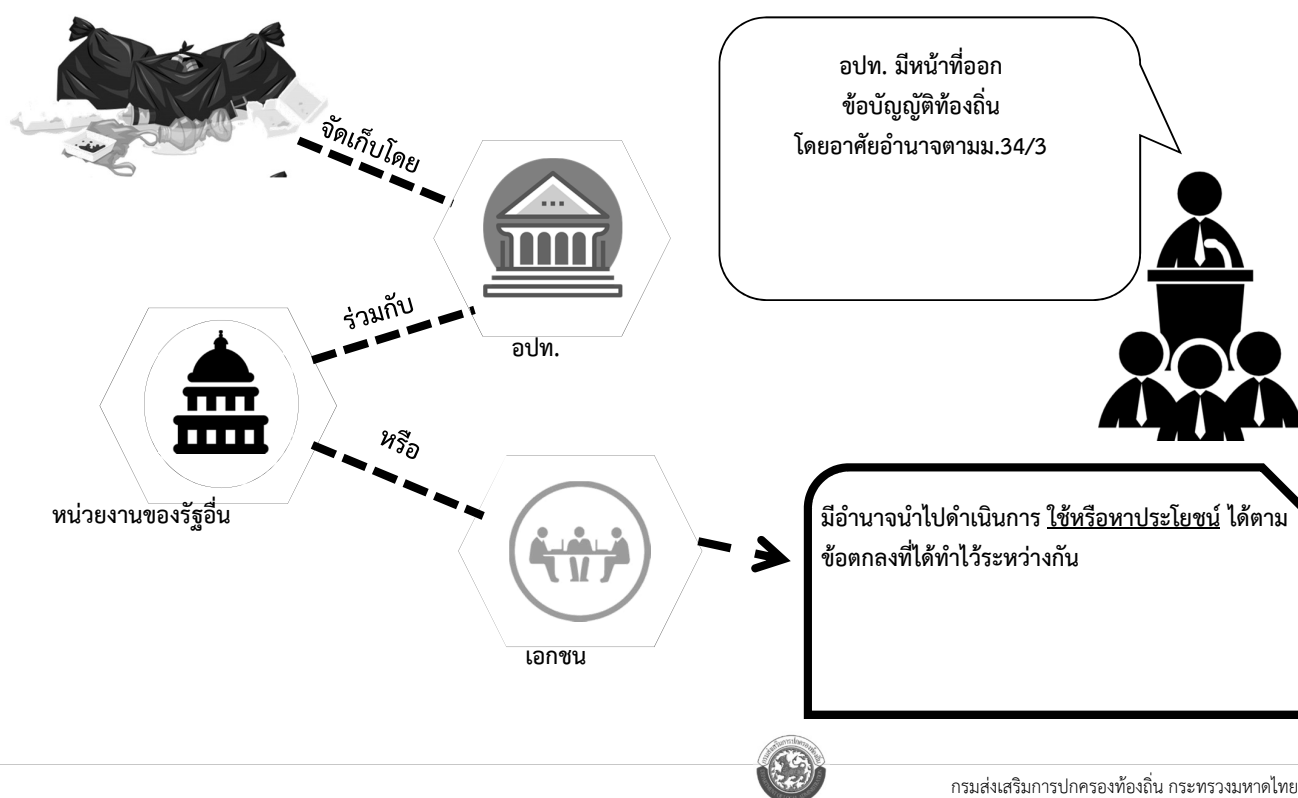 อปท. มีหน้าที่ออก
ข้อบัญญัติท้องถิ่น
โดยอาศัยอำนาจตามม.34/3
จัดเก็บโดย
ร่วมกับ
อปท.
หรือ
หน่วยงานของรัฐอื่น
มีอำนาจนำไปดำเนินการ ใช้หรือหาประโยชน์ ได้ตาม
ข้อตกลงที่ได้ทำไว้ระหว่างกัน
เอกชน
กรมส่งเสริมการปกครองท้องถิ่น กระทรวงมหาดไทย